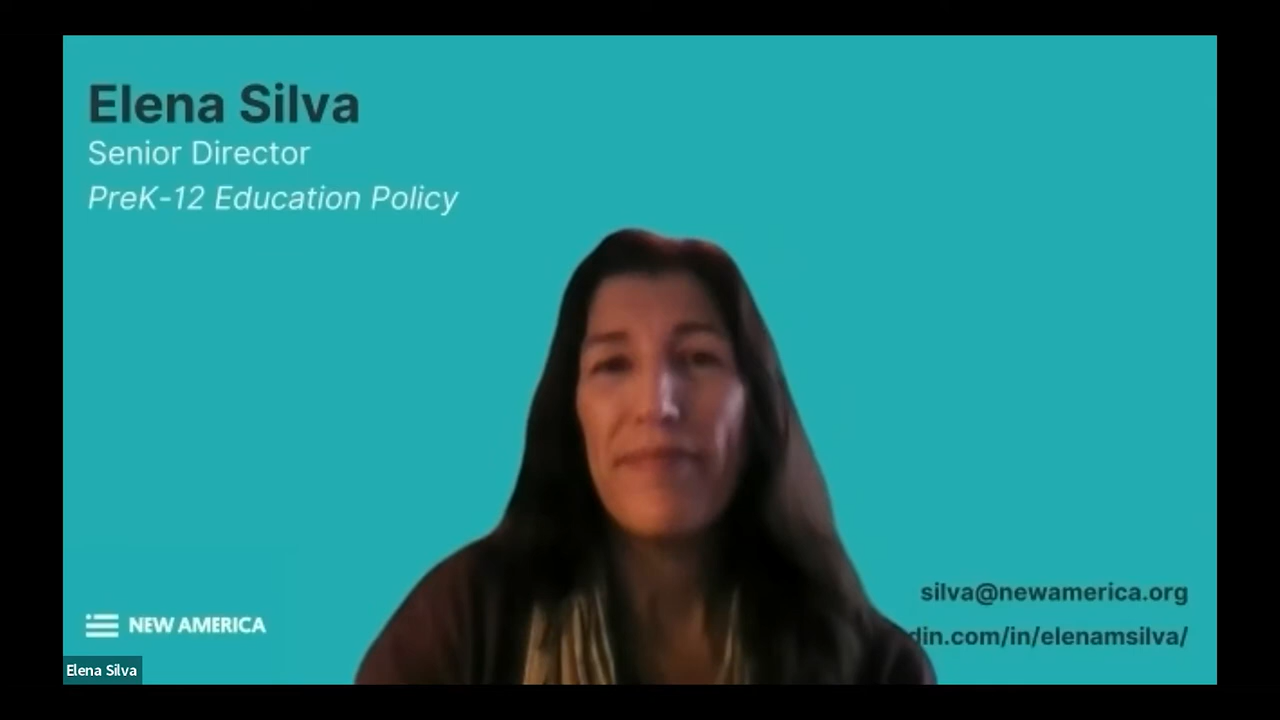 Elena Silva
Senior Director
PreK-12 Education Policy
silva@newamerica.org
din.com/in/elenamsilva/
NEW AMERICA
Elena Silva